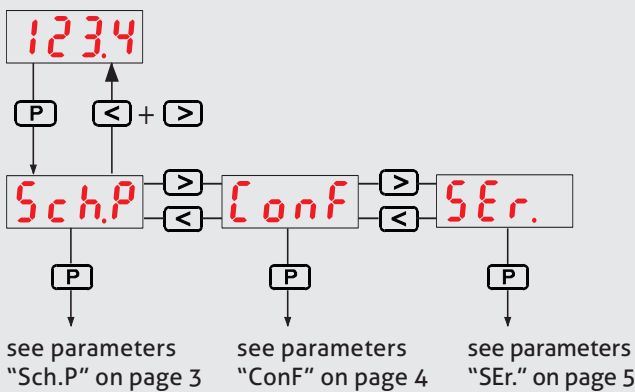 123.4
P < + >
Sch.P > ConF > SEr.
< <
P P P
see parameters see parameters see parameters
"Sch.P" on page 3 "ConF" on page 4 "SEr." on page 5